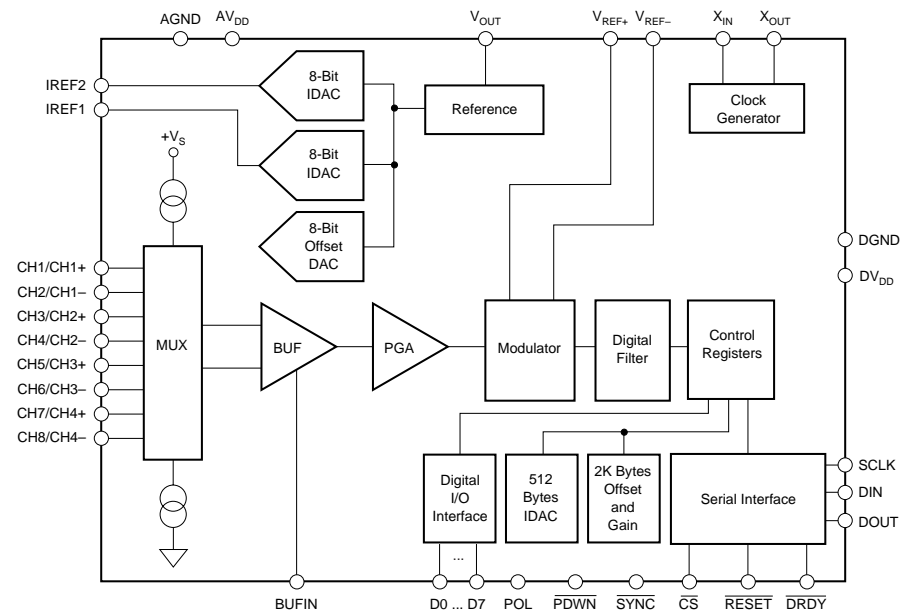 AGND
AVDD
VOUT
VREF+
VREF–
XIN
XOUT
IREF2
IREF1
8-Bit
IDAC
Reference
Clock
Generator
+VS
8-Bit
IDAC
8-Bit
Offset
DAC
DGND
DVDD
CH1/CH1+
CH2/CH1–
CH3/CH2+
CH4/CH2–
CH5/CH3+
CH6/CH3–
CH7/CH4+
CH8/CH4–
MUX
BUF
PGA
Modulator
Digital
Filter
Control
Registers
Digital
I/O
Interface
512
Bytes
IDAC
2K Bytes
Offset
and
Gain
Serial Interface
SCLK
DIN
DOUT
...
BUFIN
D0 ... D7
POL
PDWN
SYNC
CS
RESET
DRDY